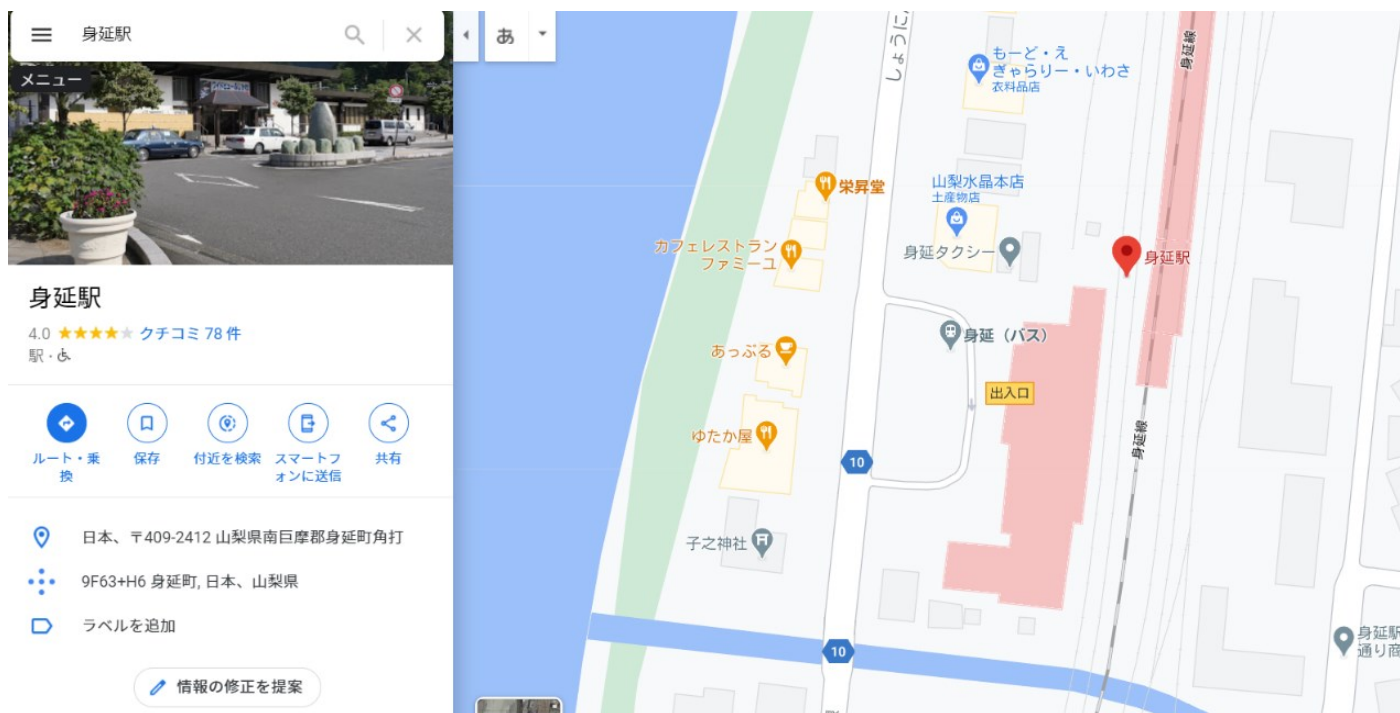 身延駅
メニュー
身延駅
4.0
クチコミ 78 件
駅・
ルート・乗
換
保存
付近を検索
スマートフ
ォンに送信
共有
日本、〒409-2412 山梨県南巨摩郡身延町角打
9F63+H6 身延町, 日本、山梨県
ラベルを追加
情報の修正を提案
あ
しょうにん
もーど・え
ぎゃらりー・いわさ
衣料品店
身延線
栄昇堂
山梨水晶本店
土産物店
カフェレストラン
ファミーユ
身延タクシー
身延駅
身延（バス）
あっぷる
出入口
ゆたか屋
10
身延線
子之神社
10
身延駅
通り商